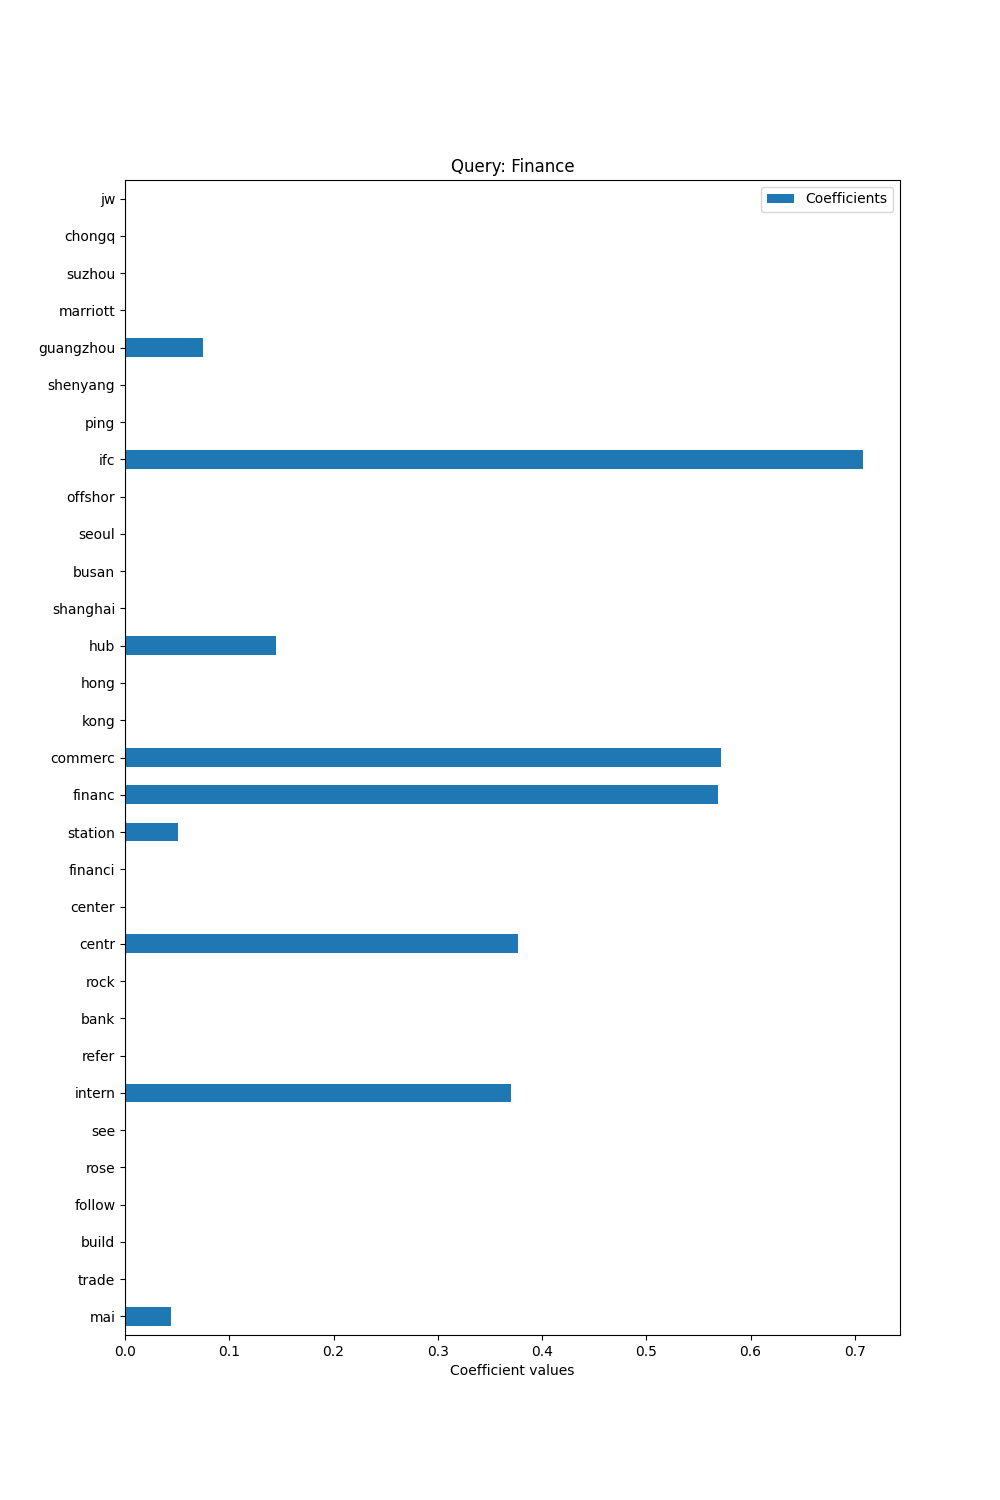 Query: Finance
Coefficients
jw
chongq
suzhou
marriott
guangzhou
shenyang
ping
ifc
offshor
seoul
busan
shanghai
hub
hong
kong
commerc
financ
station
financi
center
centr
rock
bank
refer
intern
see
rose
follow
build
trade
mai
0.0 0.1 0.2 0.3 0.4 0.5 0.6 0.7
Coefficient values